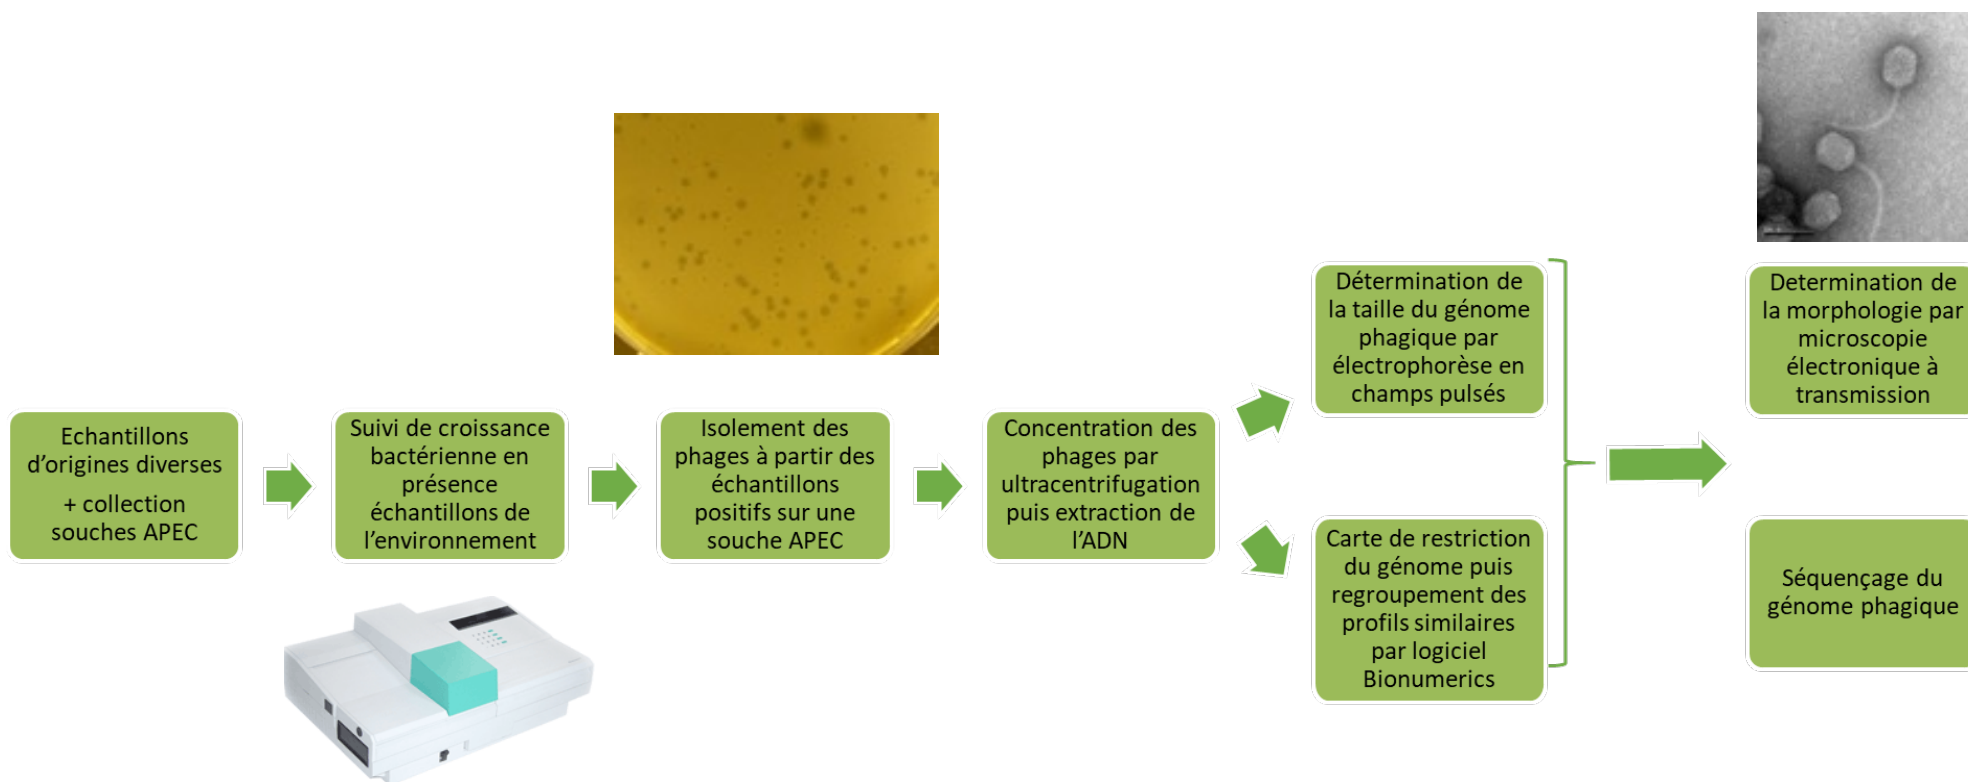 Echantillons
d'origines diverses
+ collection
souches APEC
Suivi de croissance
bactérienne en
présence
échantillons de
l'environnement
Isolement des
phages à partir des
échantillons
positifs sur une
souche APEC
Concentration des
phages par
ultracentrifugation
puis extraction de
l'ADN
Détermination de
la taille du génome
phagique par
électrophorèse en
champs pulsés
Carte de restriction
du génome puis
regroupement des
profils similaires
par logiciel
Bionumerics
Determination de
la morphologie par
microscopie
électronique à
transmission
Séquençage du
génome phagique